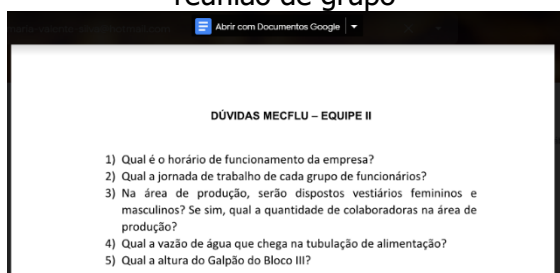 reunião de grupo
Abrir com Documentos Google
DÚVIDAS MECFLU – EQUIPE II
1) Qual é o horário de funcionamento da empresa?
2) Qual a jornada de trabalho de cada grupo de funcionários?
3) Na área de produção, serão dispostos vestiários femininos e
masculinos? Se sim, qual a quantidade de colaboradoras na área de
produção?
4) Qual a vazão de água que chega na tubulação de alimentação?
5) Qual a altura do Galpão do Bloco III?